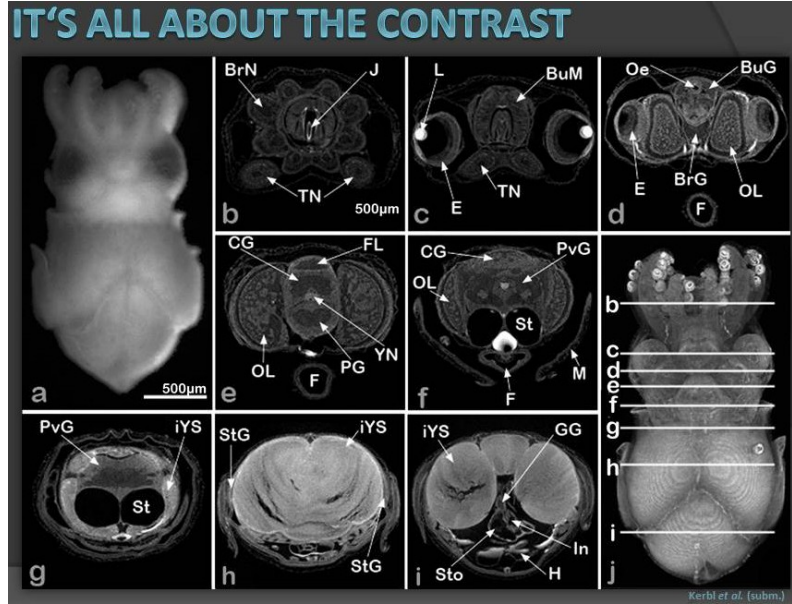 IT'S ALL ABOUT THE CONTRAST
a
500µm
BrN
J
TN
b
500µm
L
BuM
E
TN
c
Oe
BuG
E
BrG
OL
F
d
CG
FL
OL
PG
YN
F
e
CG
PvG
OL
St
F
M
f
b
c
d
e
f
g
h
i
j
PvG
iYS
St
g
StG
iYS
StG
h
iYS
GG
In
Sto
H
i
Kerbl et al. (subm.)